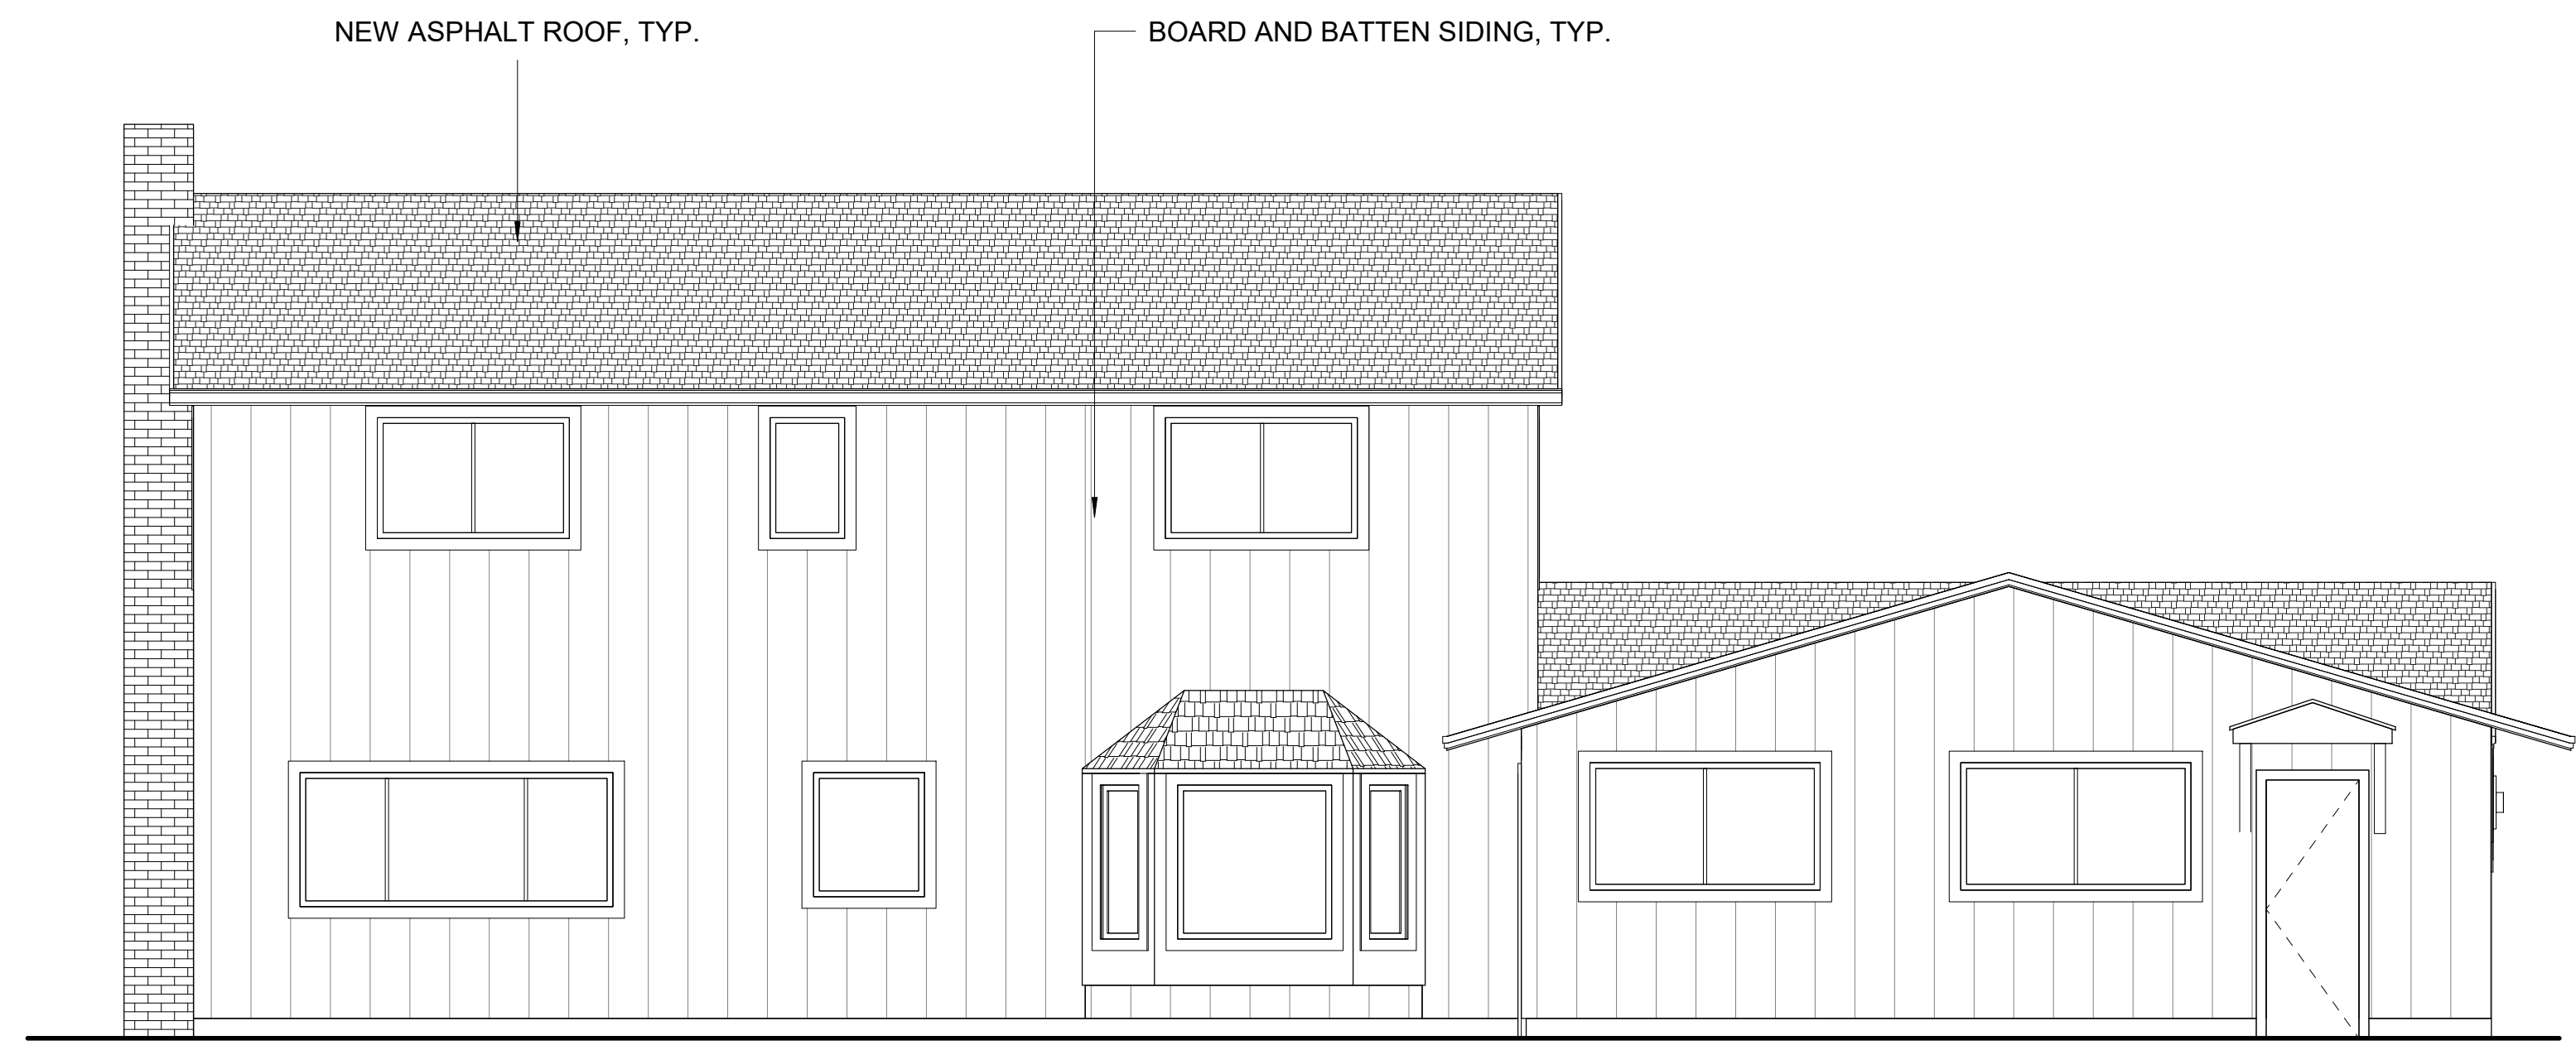 NEW ASPHALT ROOF, TYP.
BOARD AND BATTEN SIDING, TYP.